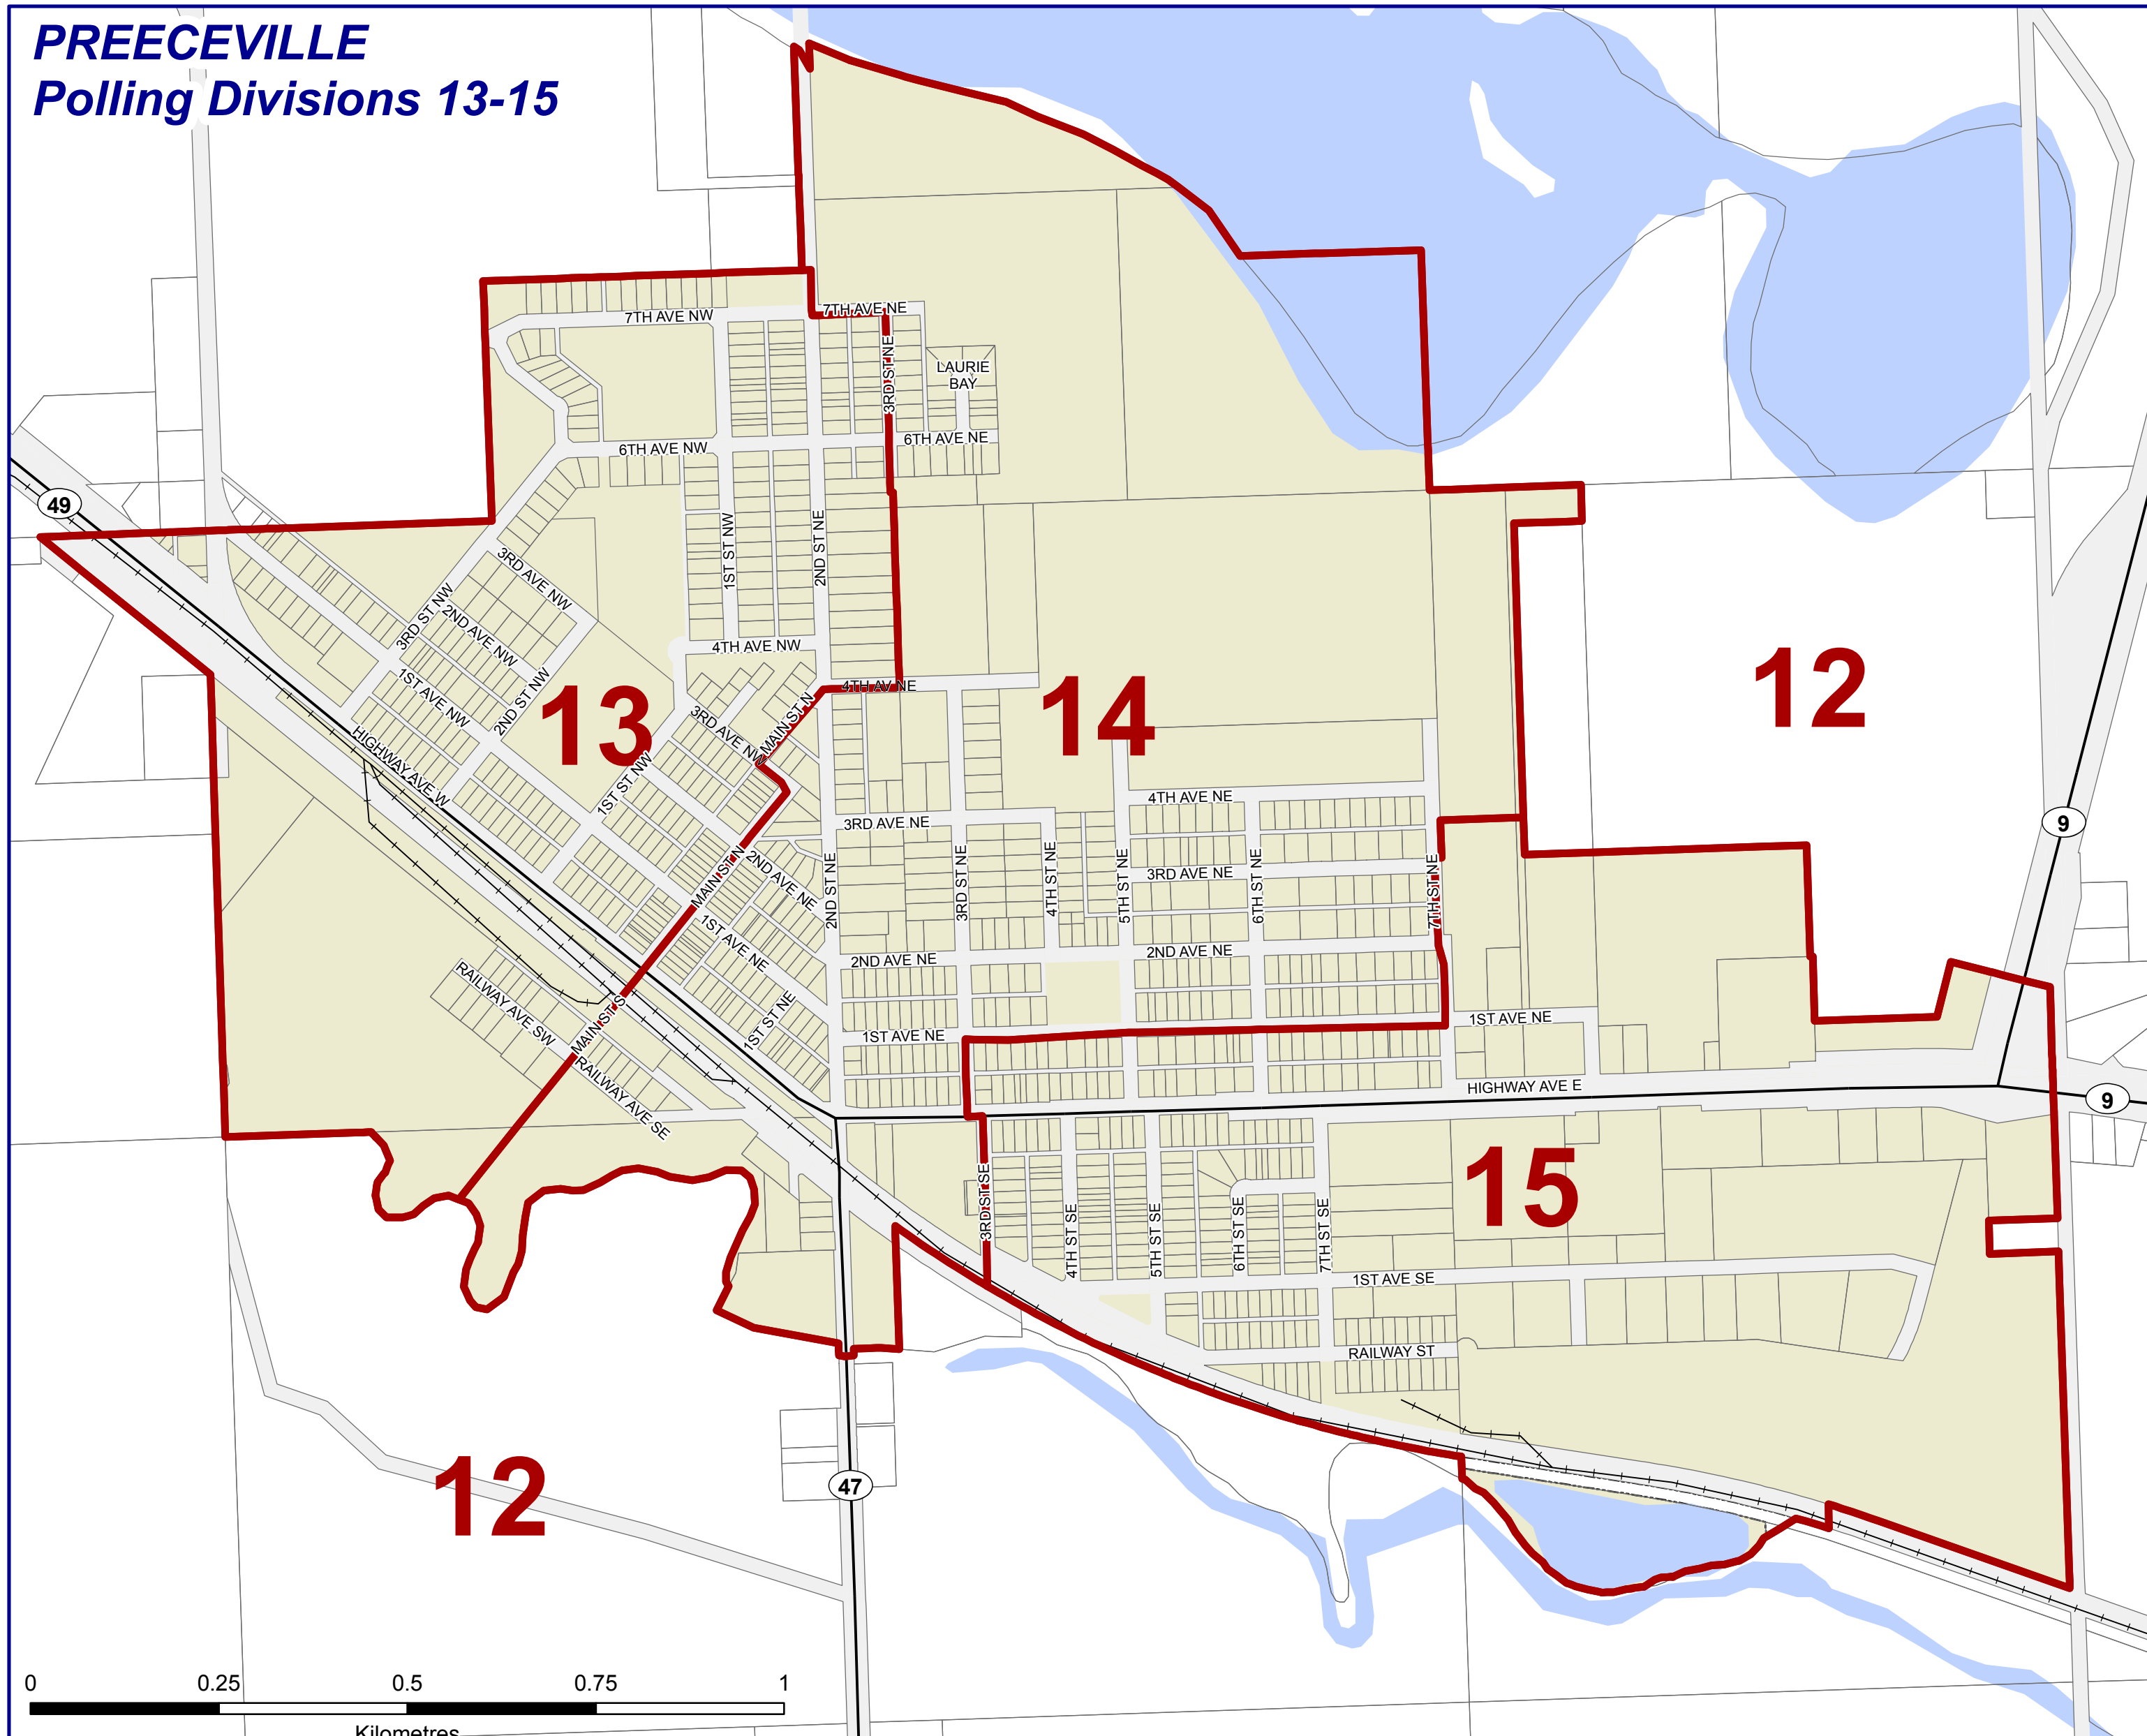 PREECEVILLE
Polling Divisions 13-15
7TH AVE NW
7TH AVE NE
3RD ST NE
LAURIE
BAY
6TH AVE NW
6TH AVE NE
49
1ST ST NW
2ND ST NE
3RD AVE NW
3RD ST NW
2ND AVE NW
4TH AVE NW
1ST AVE NW
2ND ST NW
4TH AV NE
13
14
12
3RD AVE NW
MAIN ST N
HIGHWAY AVE W
1ST ST NW
4TH AVE NE
3RD AVE NE
9
2ND AVE NE
MAIN ST N
2ND ST NE
3RD ST NE
4TH ST NE
5TH ST NE
3RD AVE NE
6TH ST NE
7TH ST NE
1ST AVE NE
2ND AVE NE
2ND AVE NE
RAILWAY AVE SW
MAIN ST S
1ST ST NE
1ST AVE NE
1ST AVE NE
RAILWAY AVE SE
HIGHWAY AVE E
9
15
3RD ST SE
4TH ST SE
5TH ST SE
6TH ST SE
7TH ST SE
1ST AVE SE
RAILWAY ST
12
47
0 0.25 0.5 0.75 1
Kilometres